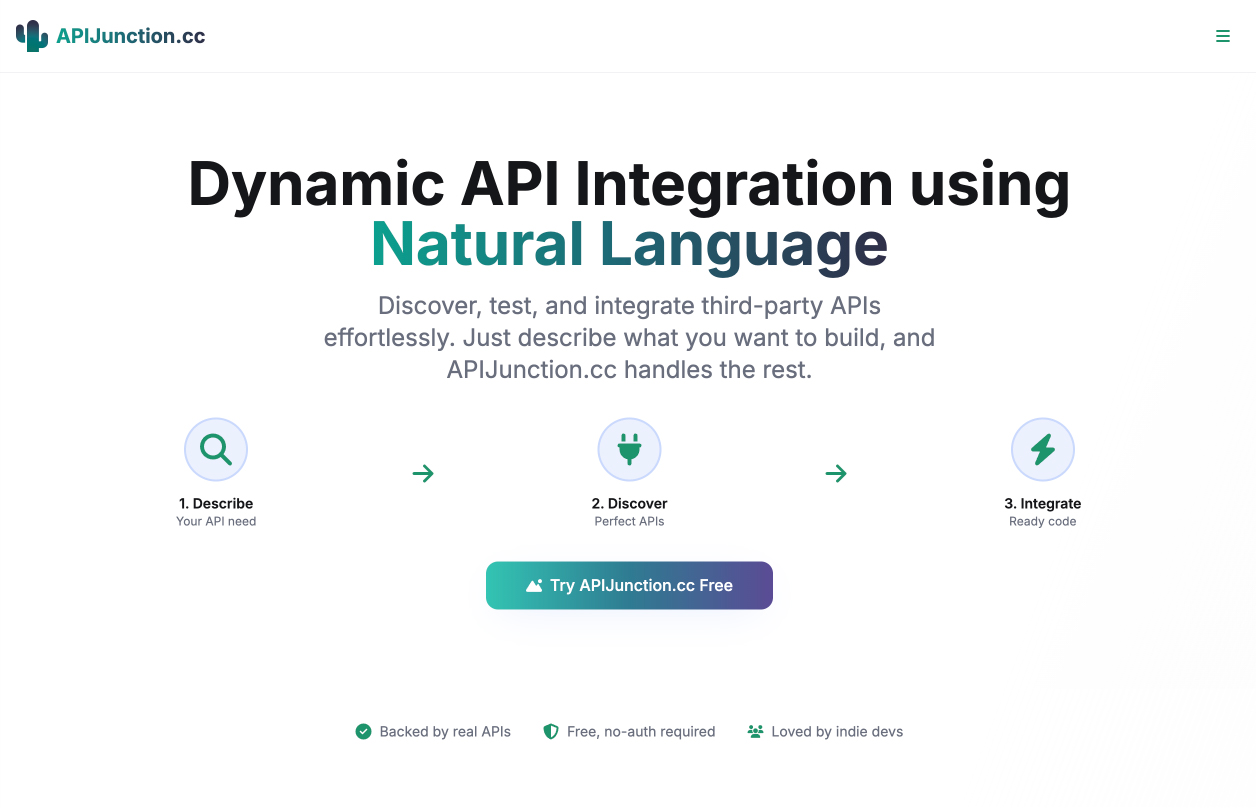 APIJunction.cc
Dynamic API Integration using
Natural Language
Discover, test, and integrate third-party APIs
effortlessly. Just describe what you want to build, and
APIJunction.cc handles the rest.
1. Describe
Your API need
2. Discover
Perfect APIs
3. Integrate
Ready code
Try APIJunction.cc Free
Backed by real APIs
Free, no-auth required
Loved by indie devs